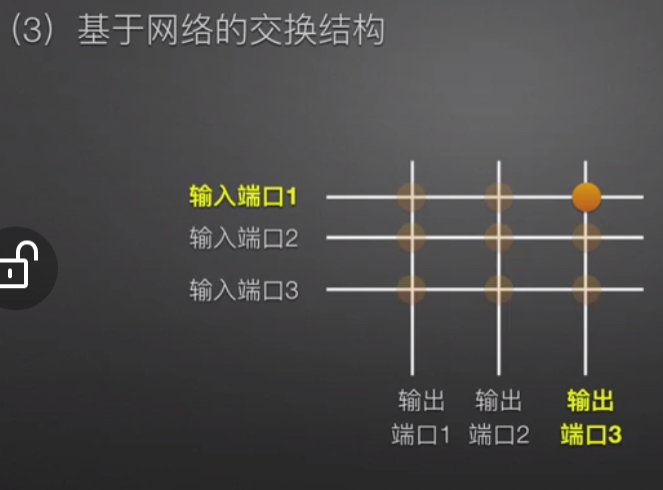 （3）基于网络的交换结构
输入端口1
输入端口2
输入端口3
输出 输出 输出
端口1 端口2 端口3